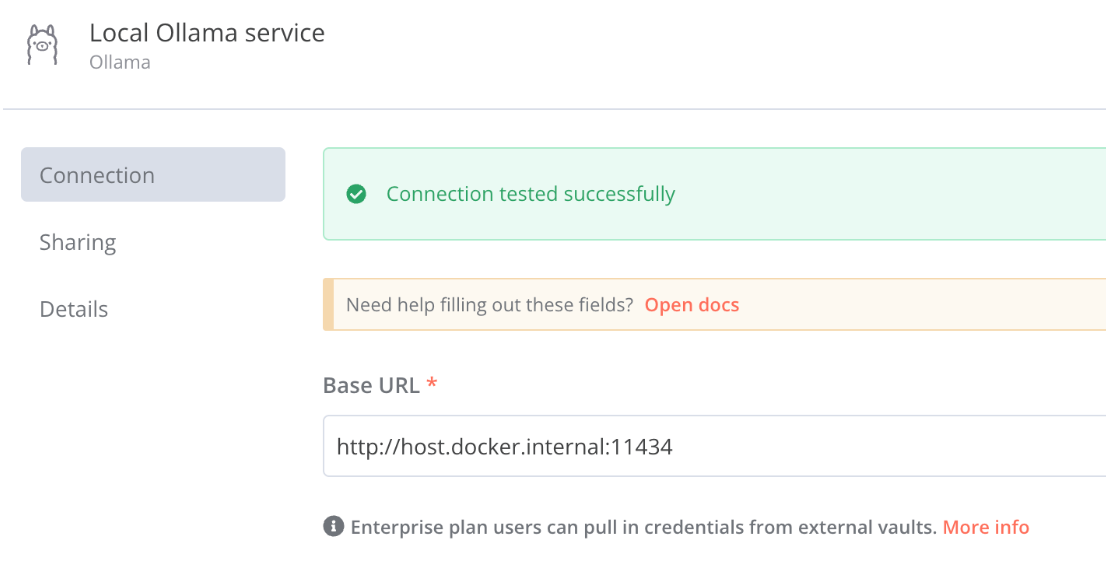 Local Ollama service
Ollama
Connection
Sharing
Details
Connection tested successfully
Need help filling out these fields? Open docs
Base URL *
http://host.docker.internal:11434
Enterprise plan users can pull in credentials from external vaults. More info